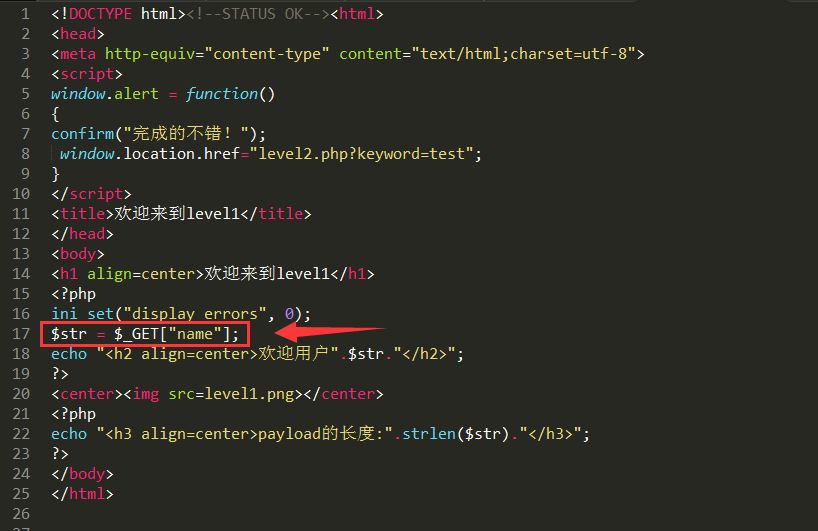 1 <!DOCTYPE html><!--STATUS OK--><html>
2 <head>
3 <meta http-equiv="content-type" content="text/html;charset=utf-8">
4 <script>
5 window.alert = function()
6 {
7 confirm("完成的不错！");
8  window.location.href="level2.php?keyword=test";
9 }
10 </script>
11 <title>欢迎来到level1</title>
12 </head>
13 <body>
14 <h1 align=center>欢迎来到level1</h1>
15 <?php
16 ini set("display errors", 0);
17 $str = $_GET["name"];
18 echo "<h2 align=center>欢迎用户".$str."</h2>";
19 ?>
20 <center><img src=level1.png></center>
21 <?php
22 echo "<h3 align=center>payload的长度:".strlen($str)."</h3>";
23 ?>
24 </body>
25 </html>
26
27